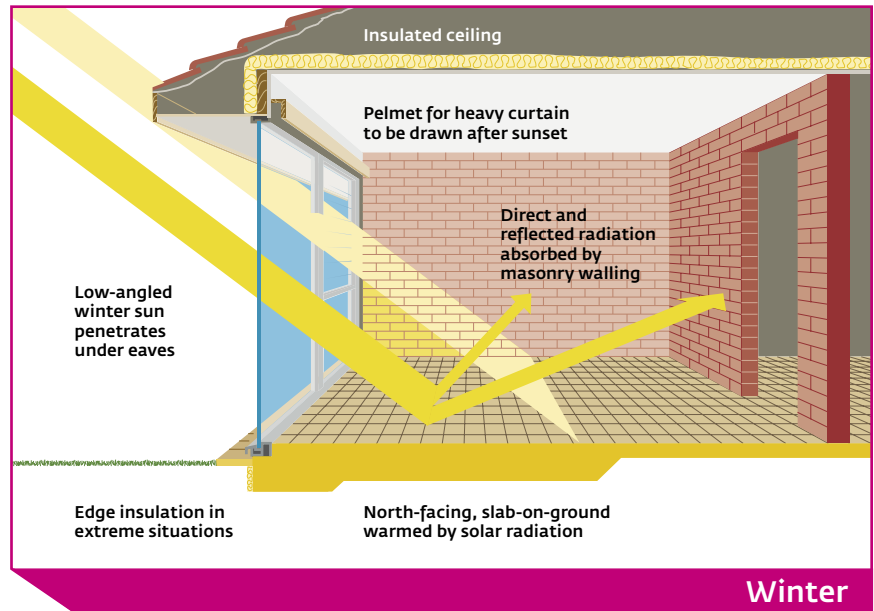 Insulated ceiling
Pelmet for heavy curtain
to be drawn after sunset
Direct and
reflected radiation
absorbed by
masonry walling
Low-angled
winter sun
penetrates
under eaves
Edge insulation in
extreme situations
North-facing, slab-on-ground
warmed by solar radiation
Winter